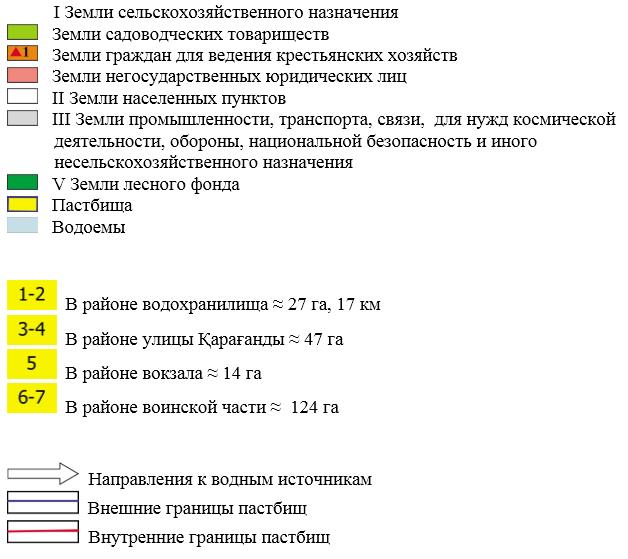 I Земли сельскохозяйственного назначения
Земли садоводческих товариществ
1 Земли граждан для ведения крестьянских хозяйств
Земли негосударственных юридических лиц
II Земли населенных пунктов
III Земли промышленности, транспорта, связи, для нужд космической
деятельности, обороны, национальной безопасность и иного
несельскохозяйственного назначения
V Земли лесного фонда
Пастбища
Водоемы
1-2 В районе водохранилища ≈ 27 га, 17 км
3-4 В районе улицы Қарағанды ≈ 47 га
5 В районе вокзала ≈ 14 га
6-7 В районе воинской части ≈ 124 га
Направления к водным источникам
Внешние границы пастбищ
Внутренние границы пастбищ